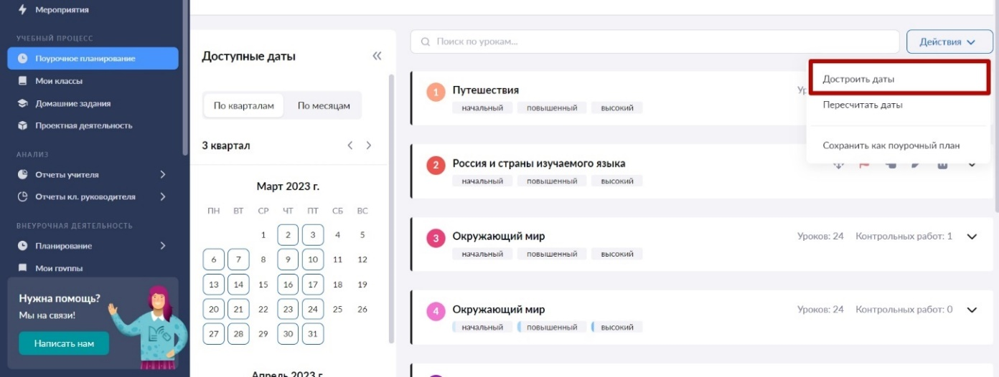 Мероприятия
УЧЕБНЫЙ ПРОЦЕСС
Поурочное планирование
Мои классы
Домашние задания
Проектная деятельность
АНАЛИЗ
Отчеты учителя
Отчеты кл. руководителя
ВНЕУРОЧНАЯ ДЕЯТЕЛЬНОСТЬ
Планирование
Мои группы
Нужна помощь?
Мы на связи!
Написать нам
Доступные даты
По кварталам По месяцам
3 квартал
Март 2023 г.
ПН ВТ СР ЧТ ПТ СБ ВС
1 2 3 4 5
6 7 8 9 10 11 12
13 14 15 16 17 18 19
20 21 22 23 24 25 26
27 28 29 30 31
Апрель 2023 г.
Поиск по урокам...
Действия
Достроить даты
Пересчитать даты
Сохранить как поурочный план
1 Путешествия
начальный повышенный высокий
2 Россия и страны изучаемого языка
начальный повышенный высокий
3 Окружающий мир Уроков: 24 Контрольных работ: 1
начальный повышенный высокий
4 Окружающий мир Уроков: 24 Контрольных работ: 0
начальный повышенный высокий